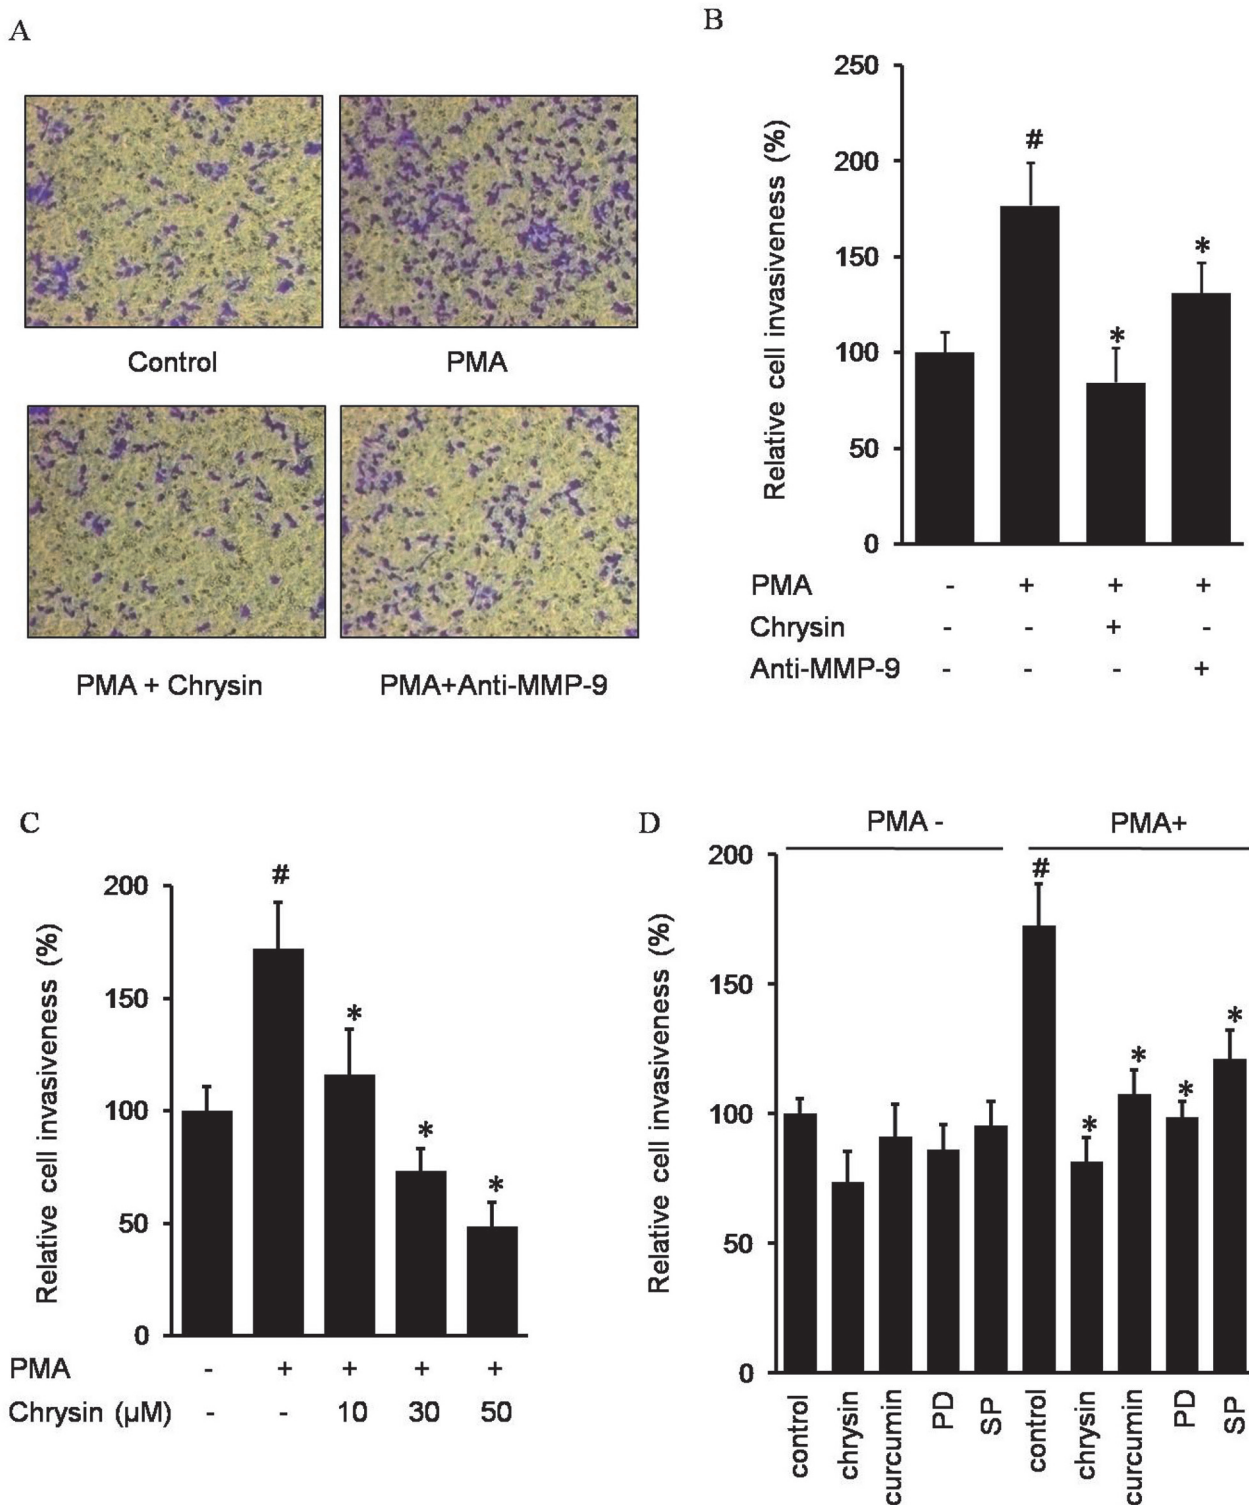 A
Control
PMA
PMA + Chrysin
PMA+Anti-MMP-9
B
Relative cell invasiveness (%)
250
200
150
100
50
0
#
*
*
PMA - + + +
Chrysin - - + -
Anti-MMP-9 - - - +
C
Relative cell invasiveness (%)
200
150
100
50
0
#
*
*
*
PMA - + + + +
Chrysin (µM) - - 10 30 50
D
PMA - PMA+
Relative cell invasiveness (%)
200
150
100
50
0
#
*
*
*
*
control chrysin curcumin PD SP control chrysin curcumin PD SP